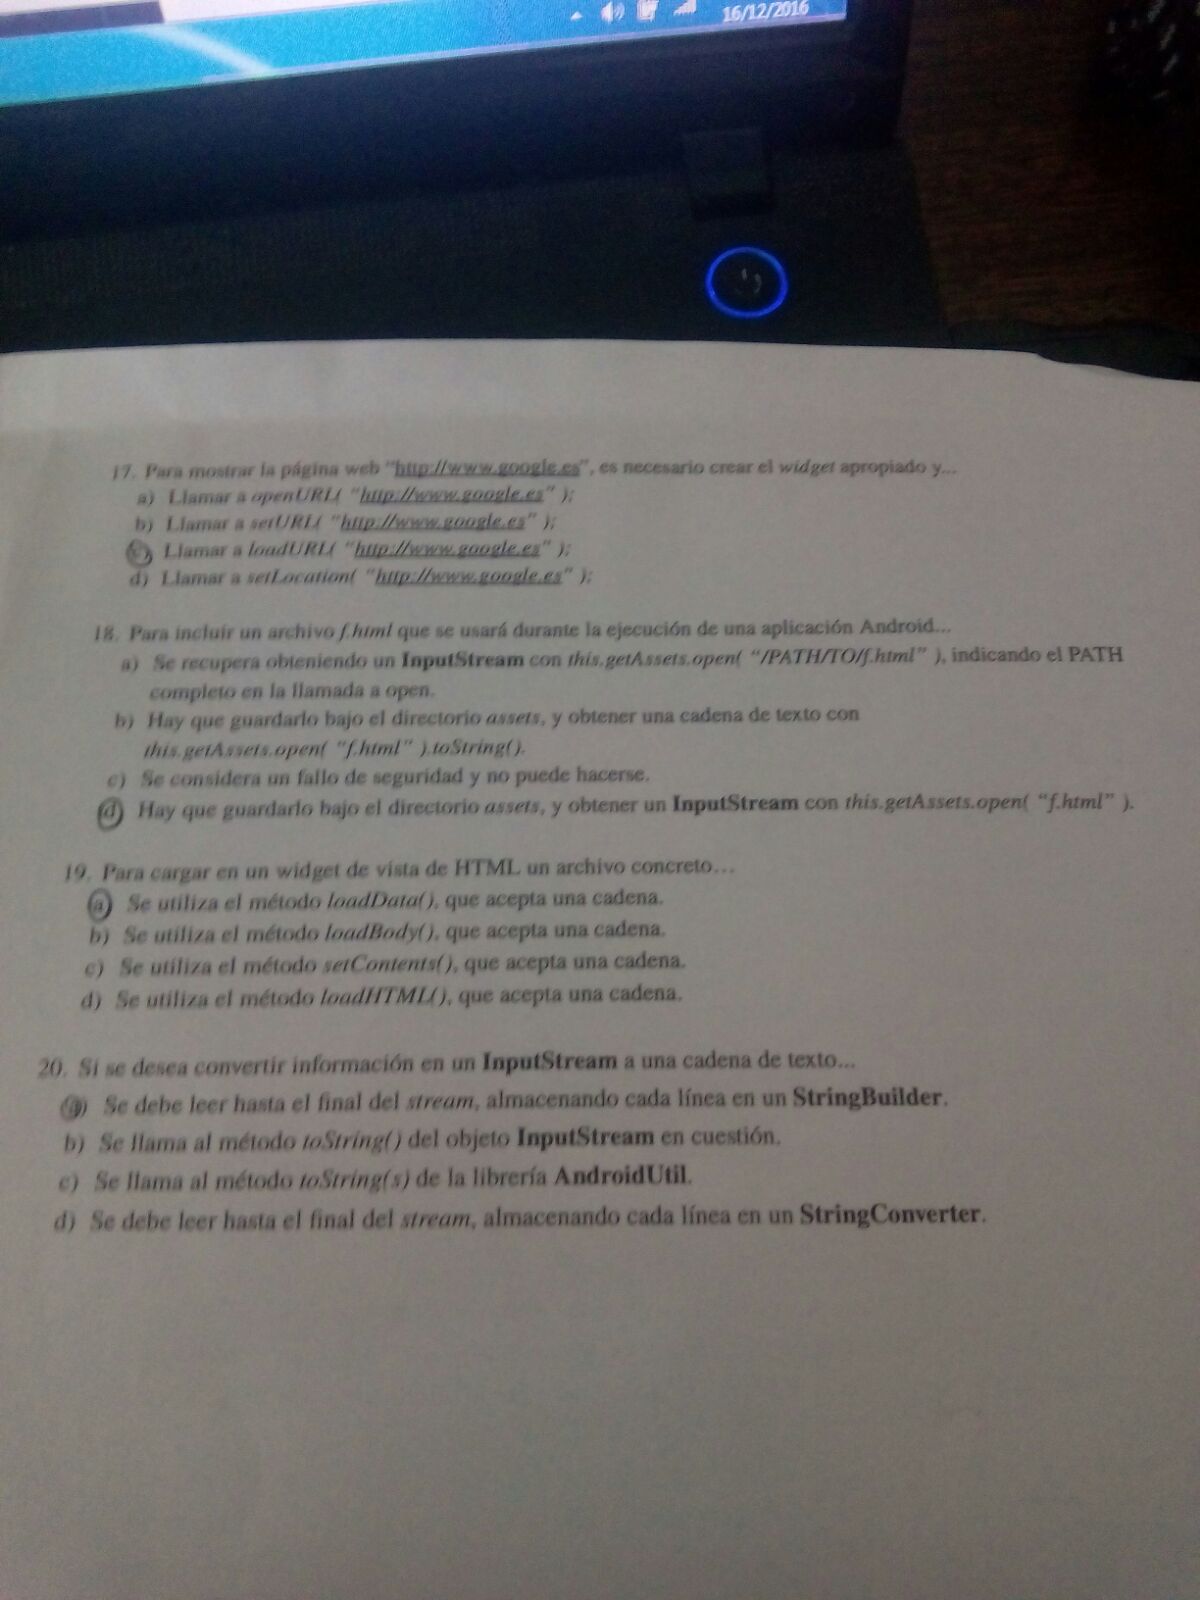 16/12/2016
17. Para mostrar la página web "http://www.google.es", es necesario crear el widget apropiado y...
a) Llamar a openURL( "http://www.google.es" );
b) Llamar a setURL( "http://www.google.es" );
c) Llamar a loadURL( "http://www.google.es" );
d) Llamar a setLocation( "http://www.google.es" );
18. Para incluir un archivo f.html que se usará durante la ejecución de una aplicación Android...
a) Se recupera obteniendo un InputStream con this.getAssets.open( "/PATH/TO/f.html" ), indicando el PATH
completo en la llamada a open.
b) Hay que guardarlo bajo el directorio assets, y obtener una cadena de texto con
this.getAssets.open( "f.html" ).toString().
c) Se considera un fallo de seguridad y no puede hacerse.
d) Hay que guardarlo bajo el directorio assets, y obtener un InputStream con this.getAssets.open( "f.html" ).
19. Para cargar en un widget de vista de HTML un archivo concreto...
a) Se utiliza el método loadData(), que acepta una cadena.
b) Se utiliza el método loadBody(), que acepta una cadena.
c) Se utiliza el método setContents(), que acepta una cadena.
d) Se utiliza el método loadHTML(), que acepta una cadena.
20. Si se desea convertir información en un InputStream a una cadena de texto...
a) Se debe leer hasta el final del stream, almacenando cada línea en un StringBuilder.
b) Se llama al método toString() del objeto InputStream en cuestión.
c) Se llama al método toString(s) de la librería AndroidUtil.
d) Se debe leer hasta el final del stream, almacenando cada línea en un StringConverter.